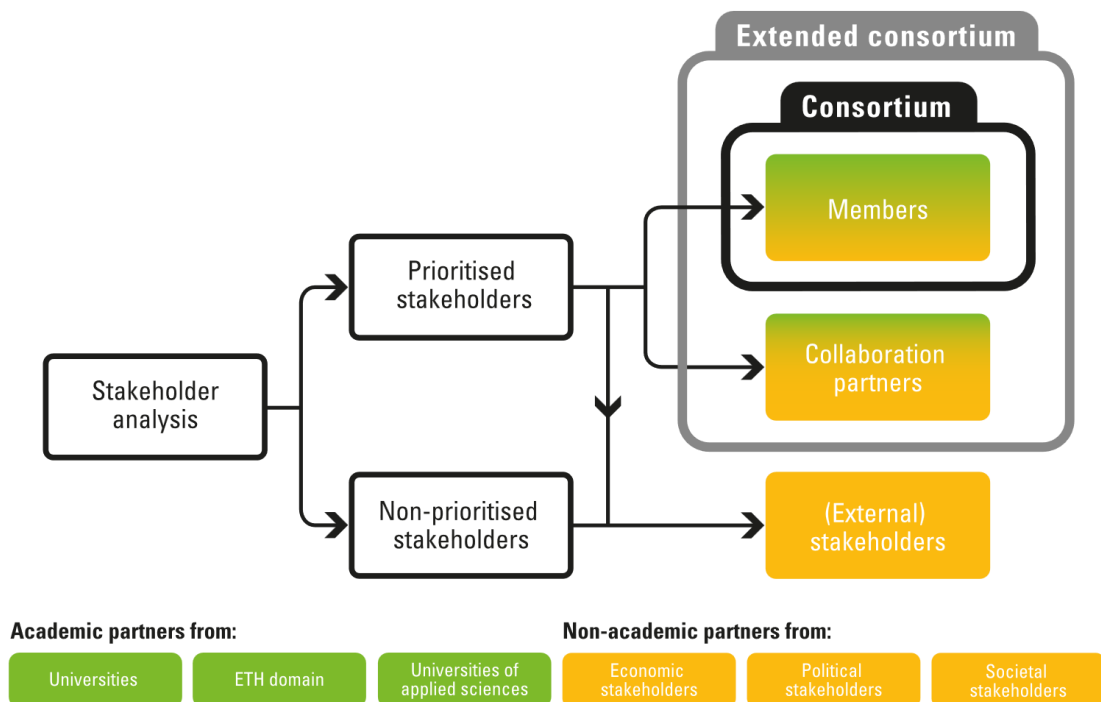 Extended consortium
Consortium
Members
Prioritised
stakeholders
Collaboration
partners
Stakeholder
analysis
Non-prioritised
stakeholders
(External)
stakeholders
Academic partners from:
Non-academic partners from:
Universities
ETH domain
Universities of
applied sciences
Economic
stakeholders
Political
stakeholders
Societal
stakeholders